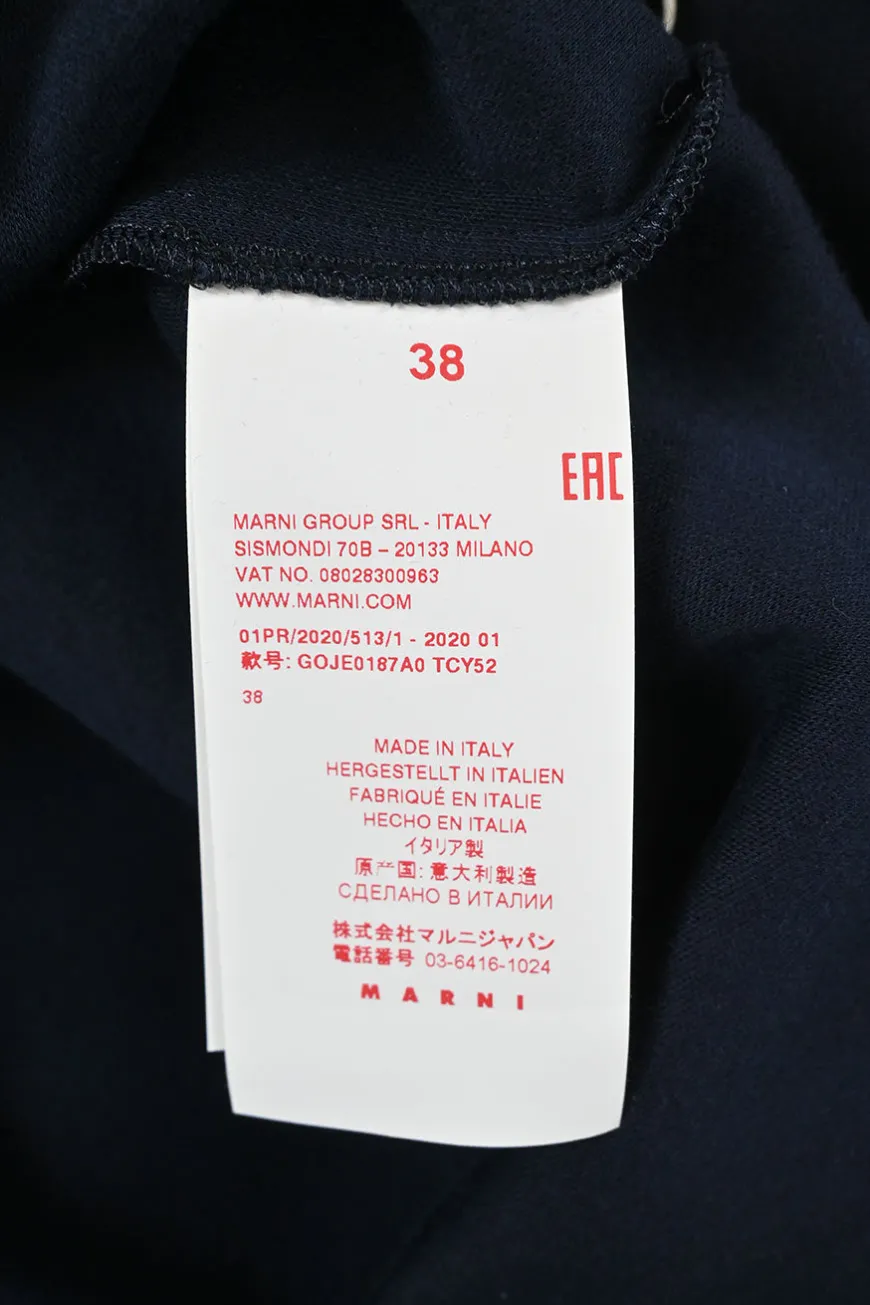 38
EAC
MARNI GROUP SRL - ITALY
SISMONDI 70B – 20133 MILANO
VAT NO. 08028300963
WWW.MARNI.COM
01PR/2020/513/1 - 2020 01
款号: GOJE0187A0 TCY52
38
MADE IN ITALY
HERGESTELLT IN ITALIEN
FABRIQUÉ EN ITALIE
HECHO EN ITALIA
イタリア製
原产国: 意大利製造
СДЕЛАНО В ИТАЛИИ
株式会社マルニジャパン
電話番号 03-6416-1024
MARNI